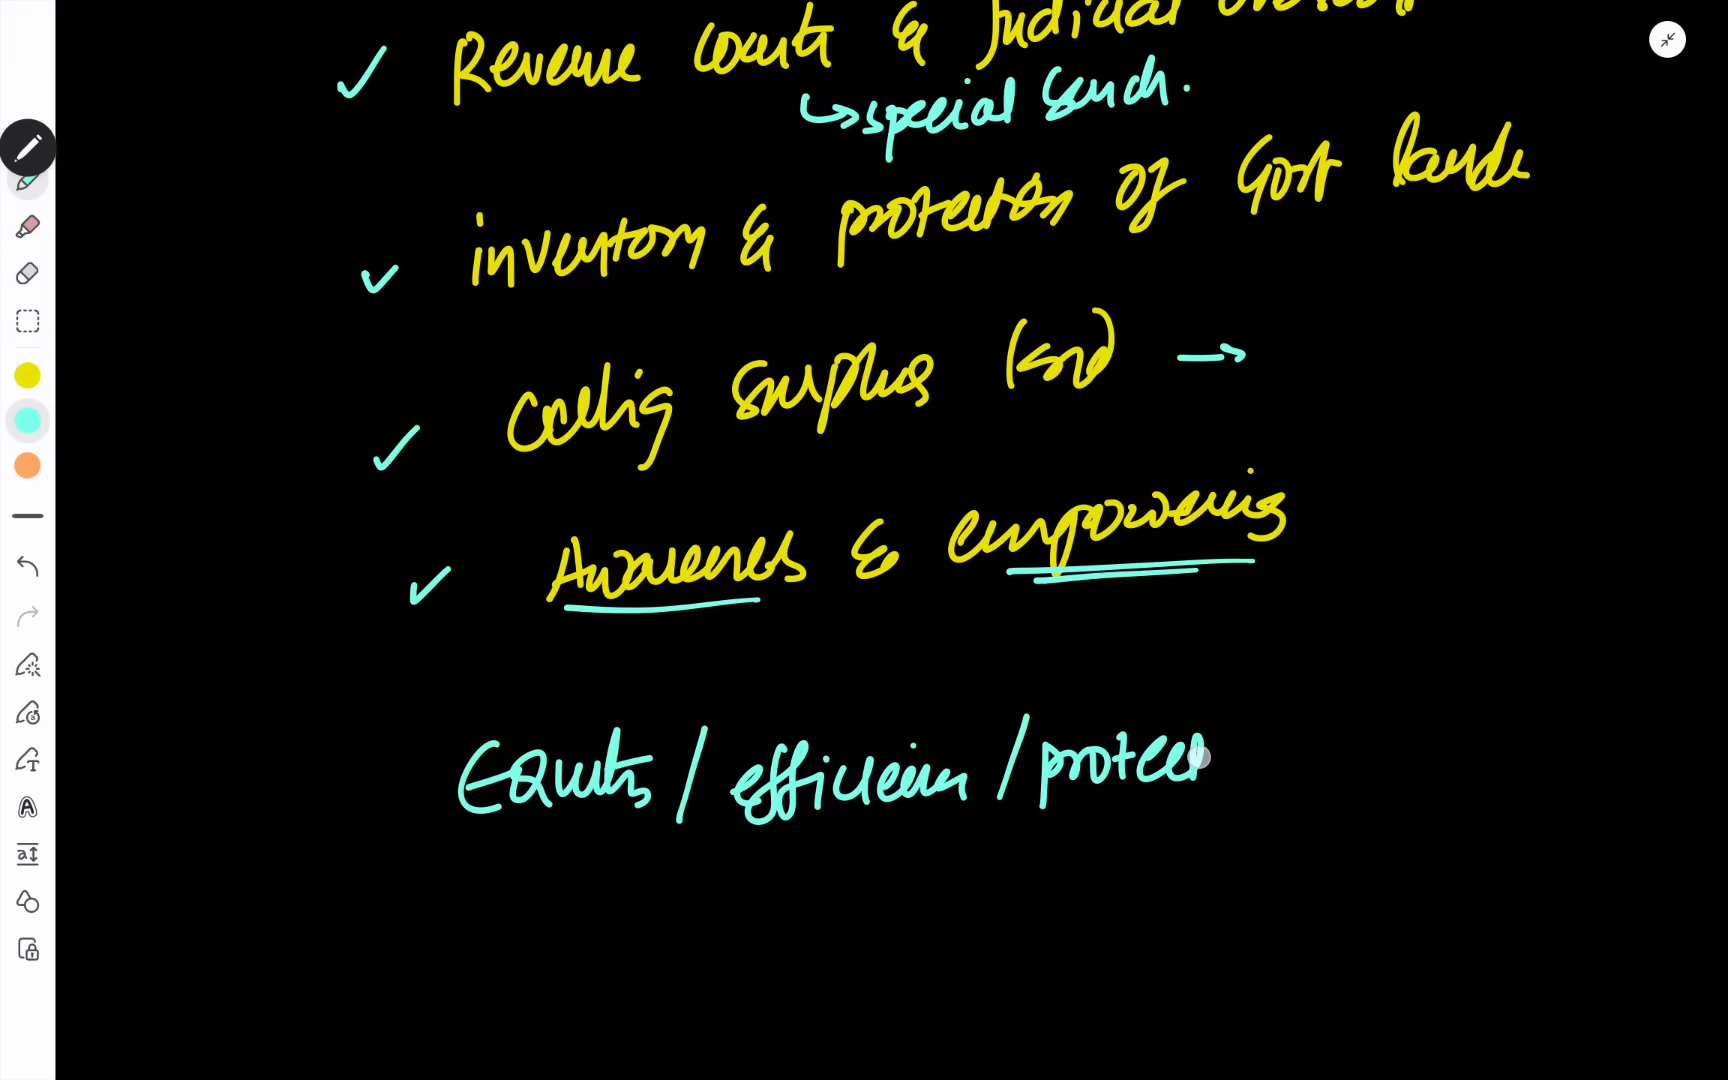 ✓ Revenue courts & Judicial
↳ special bench.
✓ inventory & protection of Govt lands
✓ Ceiling surplus land →
✓ Awareness & empowering
Equity / efficiency / protect